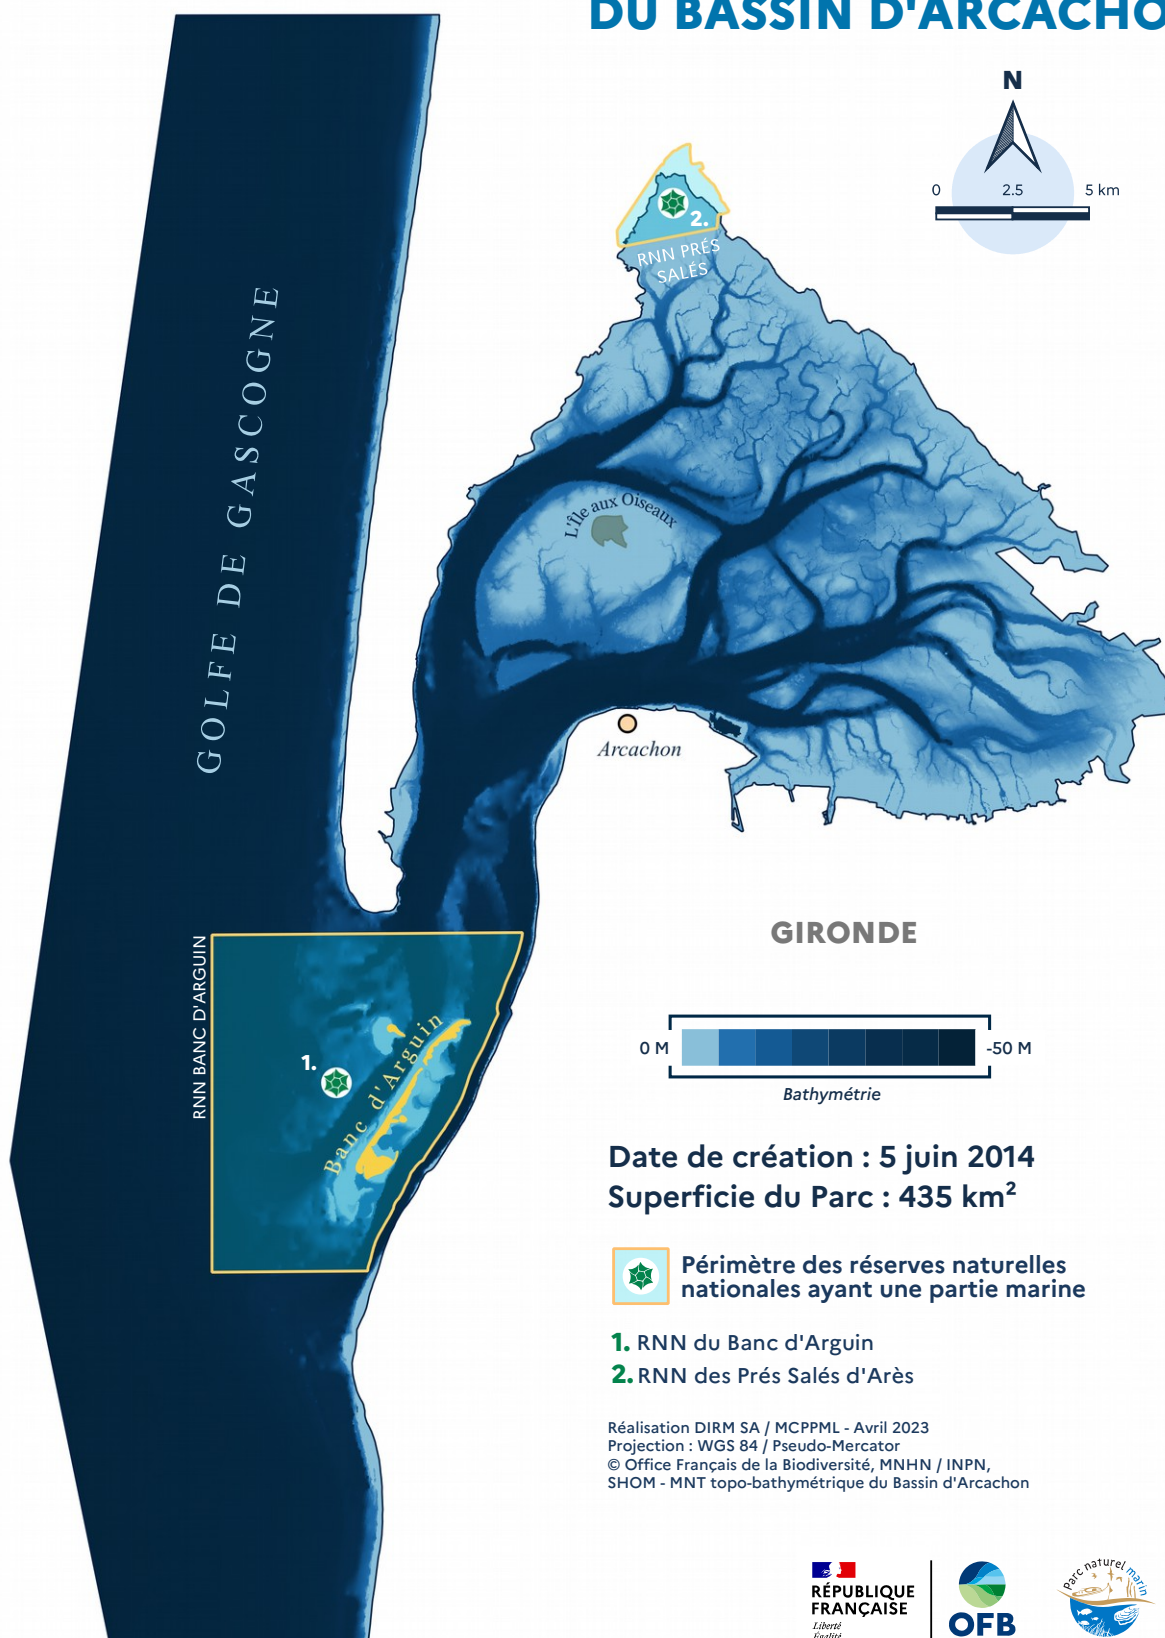 DU BASSIN D'ARCACHO
N
0 2.5 5 km
2.
RNN PRÉS
SALÉS
GOLFE DE GASCOGNE
L'Île aux Oiseaux
Arcachon
GIRONDE
RNN BANC D'ARGUIN
1.
Banc d'Arguin
0 M -50 M
Bathymétrie
Date de création : 5 juin 2014
Superficie du Parc : 435 km²
Périmètre des réserves naturelles
nationales ayant une partie marine
1. RNN du Banc d'Arguin
2. RNN des Prés Salés d'Arès
Réalisation DIRM SA / MCPPML - Avril 2023
Projection : WGS 84 / Pseudo-Mercator
© Office Français de la Biodiversité, MNHN / INPN,
SHOM - MNT topo-bathymétrique du Bassin d'Arcachon
RÉPUBLIQUE
FRANÇAISE
Liberté
Égalité
OFB
Parc naturel marin